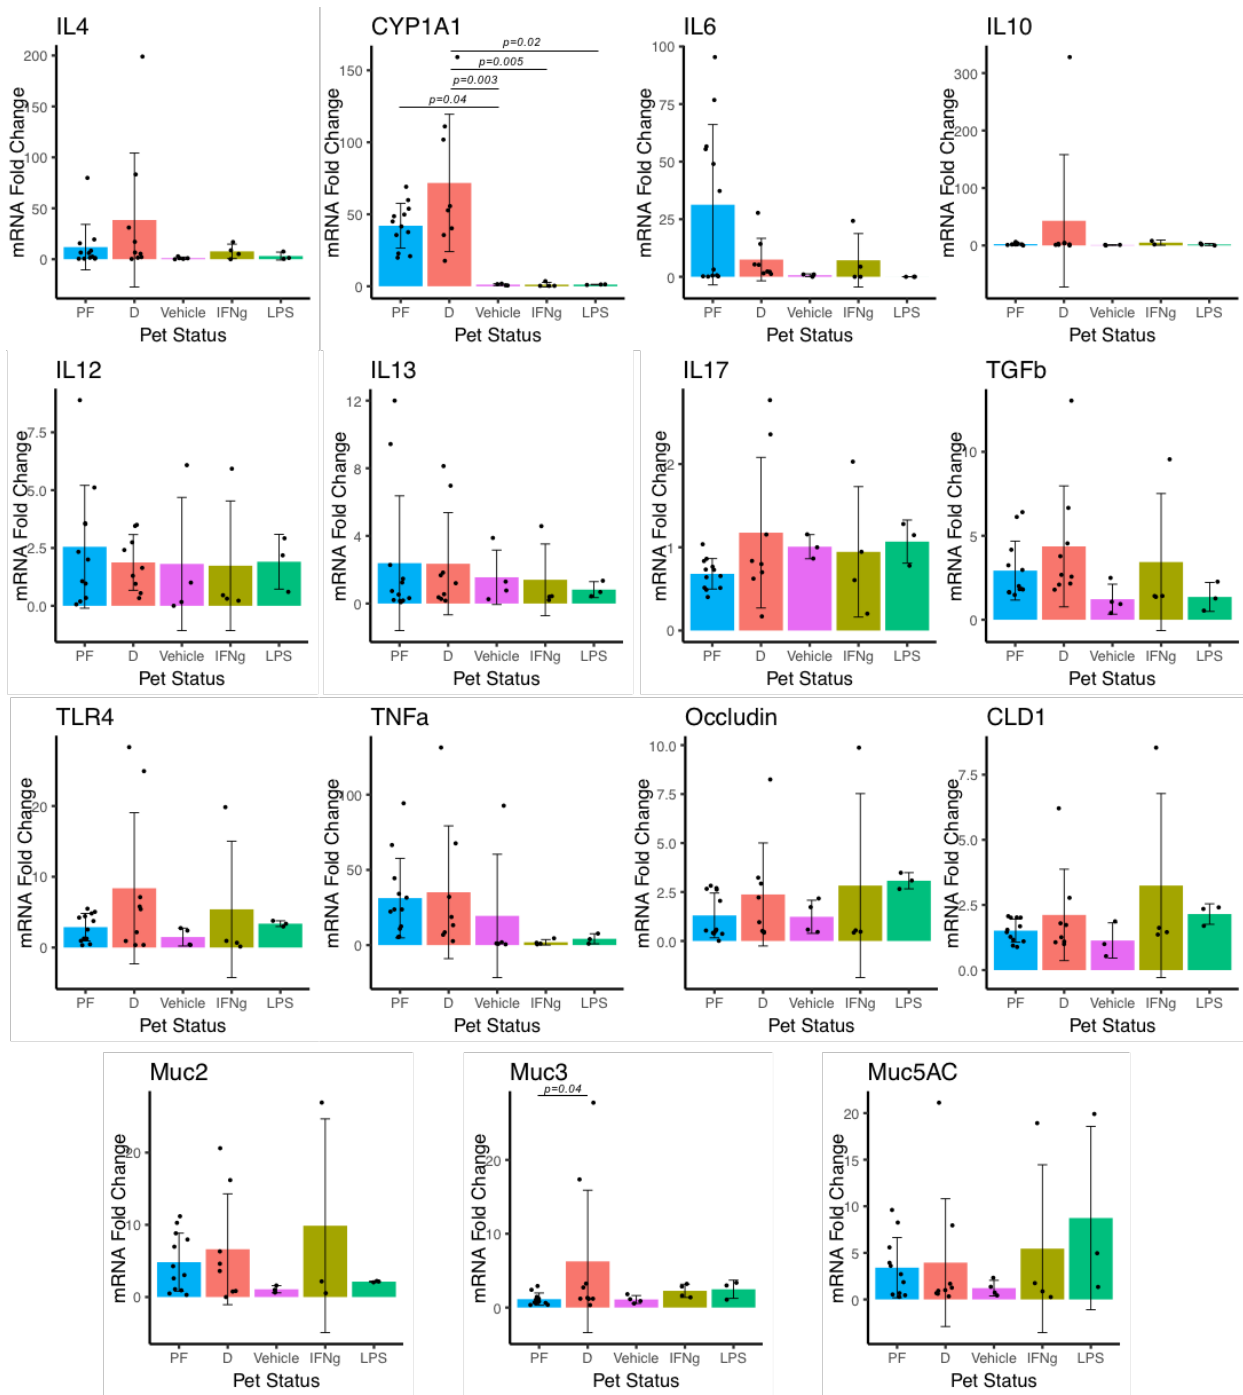 IL4 CYP1A1 IL6 IL10
mRNA Fold Change
200
150
100
50
0
PF D Vehicle IFNg LPS
Pet Status
mRNA Fold Change
p=0.02
p=0.005
p=0.003
p=0.04
150
100
50
0
PF D Vehicle IFNg LPS
Pet Status
mRNA Fold Change
100
75
50
25
0
PF D Vehicle IFNg LPS
Pet Status
mRNA Fold Change
300
200
100
0
PF D Vehicle IFNg LPS
Pet Status
IL12 IL13 IL17 TGFb
mRNA Fold Change
7.5
5.0
2.5
0.0
PF D Vehicle IFNg LPS
Pet Status
mRNA Fold Change
12
8
4
0
PF D Vehicle IFNg LPS
Pet Status
mRNA Fold Change
2
1
0
PF D Vehicle IFNg LPS
Pet Status
mRNA Fold Change
10
5
0
PF D Vehicle IFNg LPS
Pet Status
TLR4 TNFa Occludin CLD1
mRNA Fold Change
20
10
0
PF D Vehicle IFNg LPS
Pet Status
mRNA Fold Change
100
50
0
PF D Vehicle IFNg LPS
Pet Status
mRNA Fold Change
10.0
7.5
5.0
2.5
0.0
PF D Vehicle IFNg LPS
Pet Status
mRNA Fold Change
7.5
5.0
2.5
0.0
PF D Vehicle IFNg LPS
Pet Status
Muc2 Muc3 Muc5AC
mRNA Fold Change
20
10
0
PF D Vehicle IFNg LPS
Pet Status
mRNA Fold Change
p=0.04
20
10
0
PF D Vehicle IFNg LPS
Pet Status
mRNA Fold Change
20
15
10
5
0
PF D Vehicle IFNg LPS
Pet Status